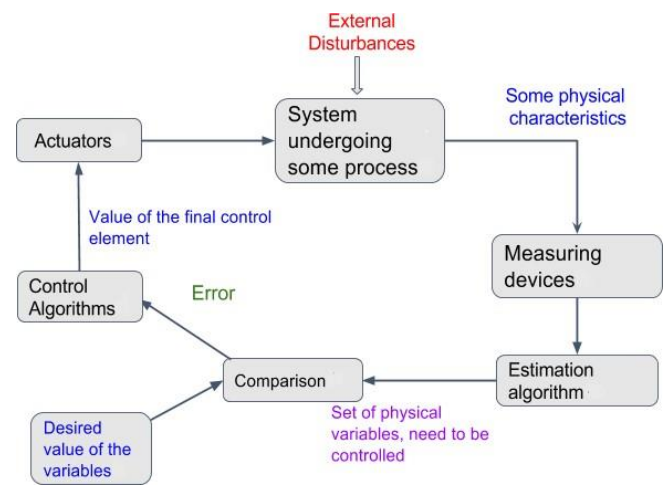 External
Disturbances
System
undergoing
some process
Some physical
characteristics
Actuators
Value of the final control
element
Measuring
devices
Control
Algorithms
Error
Estimation
algorithm
Comparison
Set of physical
variables, need to be
controlled
Desired
value of the
variables